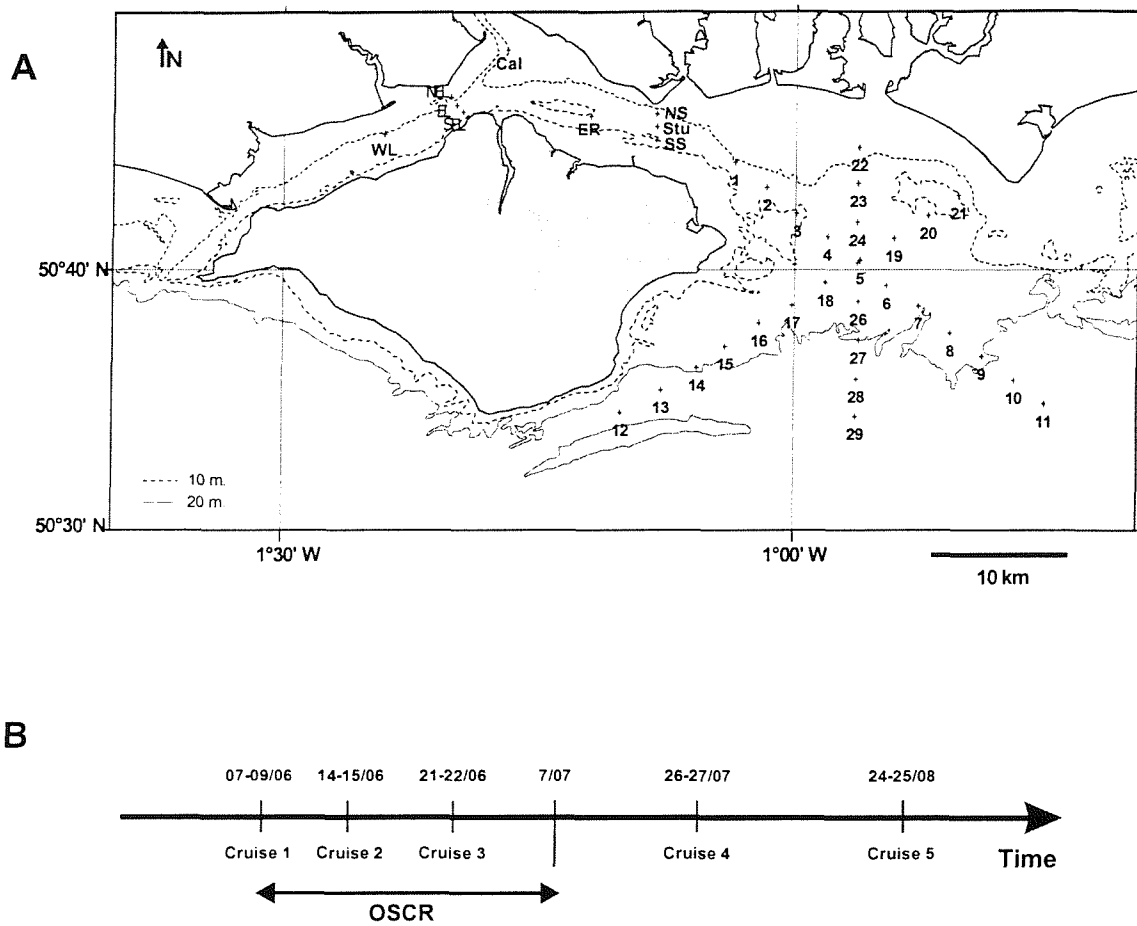 A
N
Cal
NB
WL
ER
NS
Stu
SS
1
2
3
4
5
6
7
8
9
10
11
12
13
14
15
16
17
18
19
20
21
22
23
24
26
27
28
29
50°40' N
50°30' N
10 m.
20 m.
1°30' W
1°00' W
10 km
B
07-09/06
14-15/06
21-22/06
7/07
26-27/07
24-25/08
Cruise 1
Cruise 2
Cruise 3
Cruise 4
Cruise 5
Time
OSCR